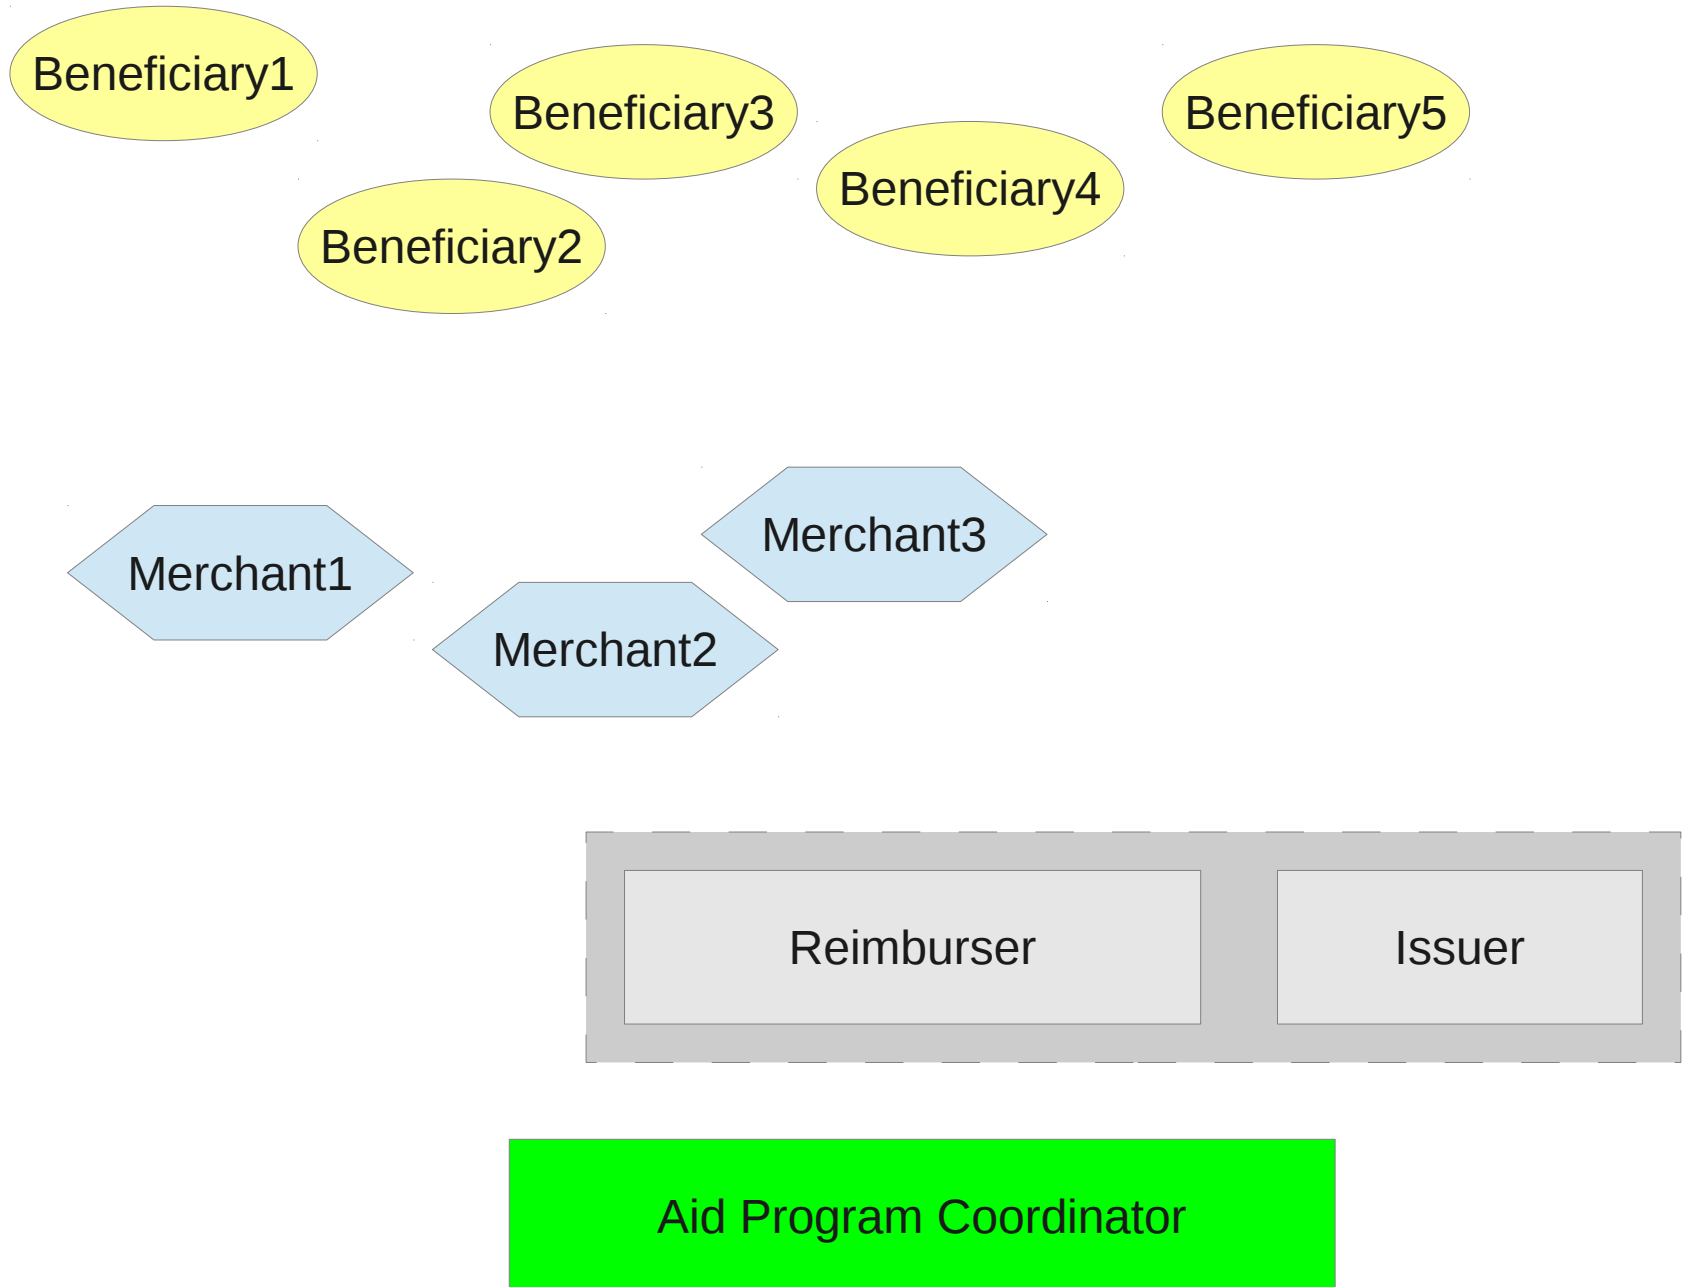 Beneficiary1
Beneficiary3
Beneficiary5
Beneficiary4
Beneficiary2
Merchant3
Merchant1
Merchant2
Reimburser
Issuer
Aid Program Coordinator